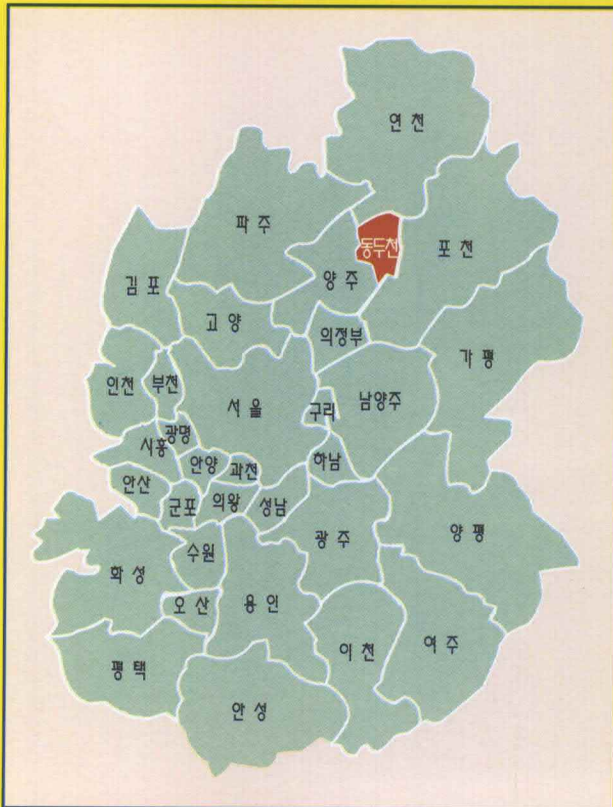 연천
파주
동두천
포천
양주
김포
고양
의정부
가평
인천
부천
서울
구리
남양주
광명
시흥
안양
과천
하남
안산
군포
의왕
성남
광주
양평
수원
화성
오산
용인
이천
여주
평택
안성